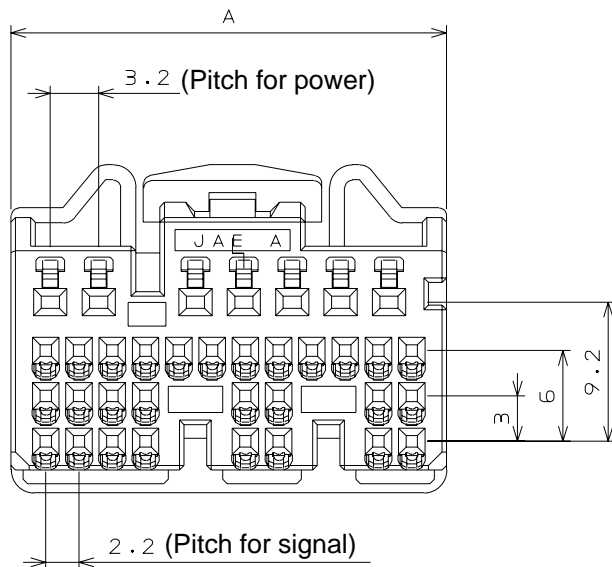 A
3.2 (Pitch for power)
JAE A
9.2
6
3
2.2 (Pitch for signal)